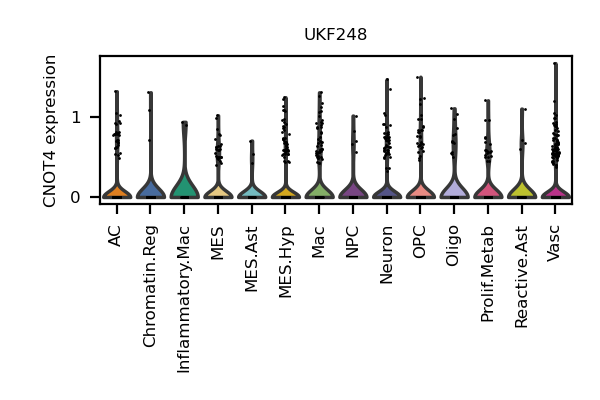 UKF248
CNOT4 expression
1
0
AC
Chromatin.Reg
Inflammatory.Mac
MES
MES.Ast
MES.Hyp
Mac
NPC
Neuron
OPC
Oligo
Prolif.Metab
Reactive.Ast
Vasc